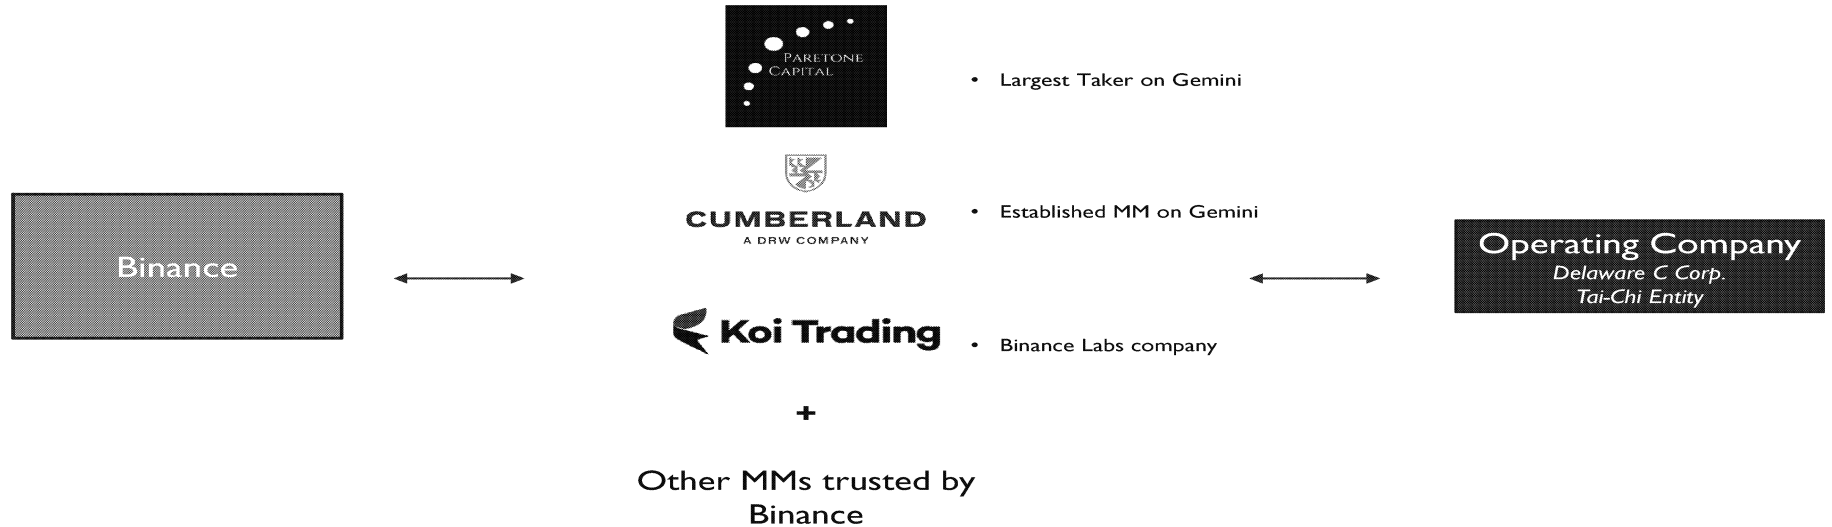 PARETONE
CAPITAL
• Largest Taker on Gemini
CUMBERLAND
A DRW COMPANY
• Established MM on Gemini
Binance
Operating Company
Delaware C Corp.
Tai-Chi Entity
Koi Trading
• Binance Labs company
+
Other MMs trusted by
Binance